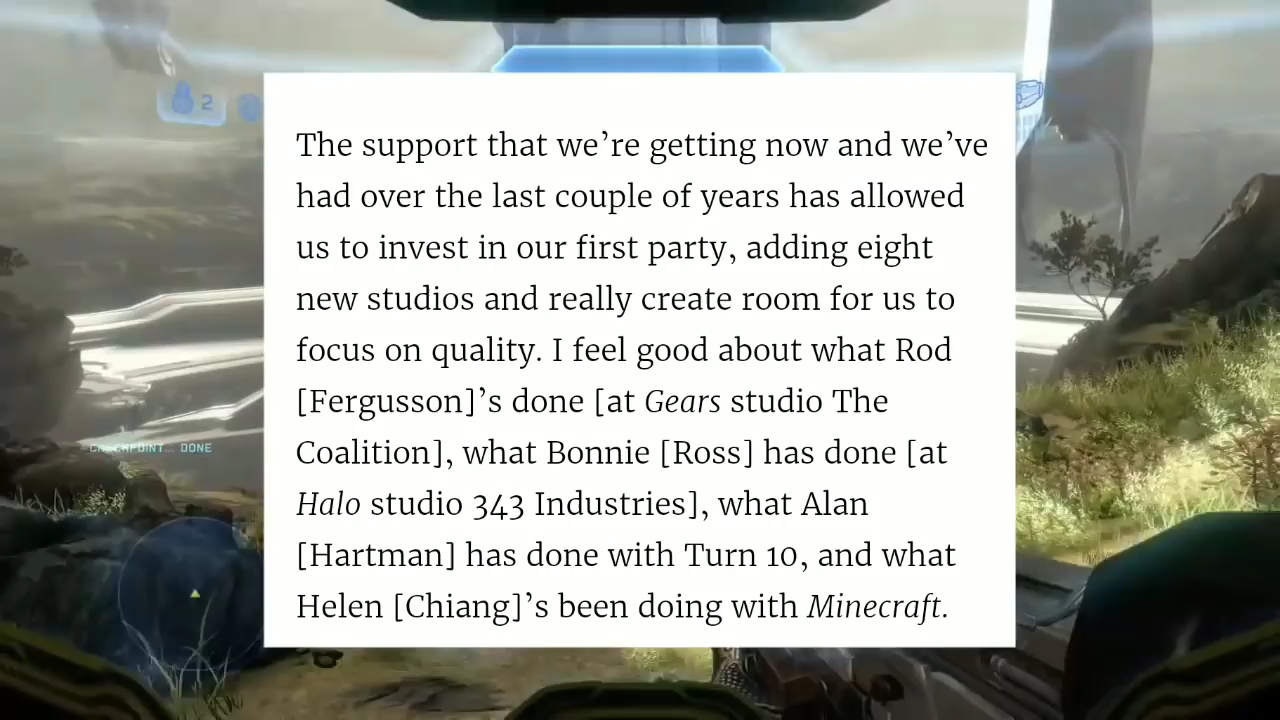 2
The support that we’re getting now and we’ve
had over the last couple of years has allowed
us to invest in our first party, adding eight
new studios and really create room for us to
focus on quality. I feel good about what Rod
[Fergusson]’s done [at Gears studio The
Coalition], what Bonnie [Ross] has done [at
CHECKPOINT... DONE
Halo studio 343 Industries], what Alan
[Hartman] has done with Turn 10, and what
Helen [Chiang]’s been doing with Minecraft.